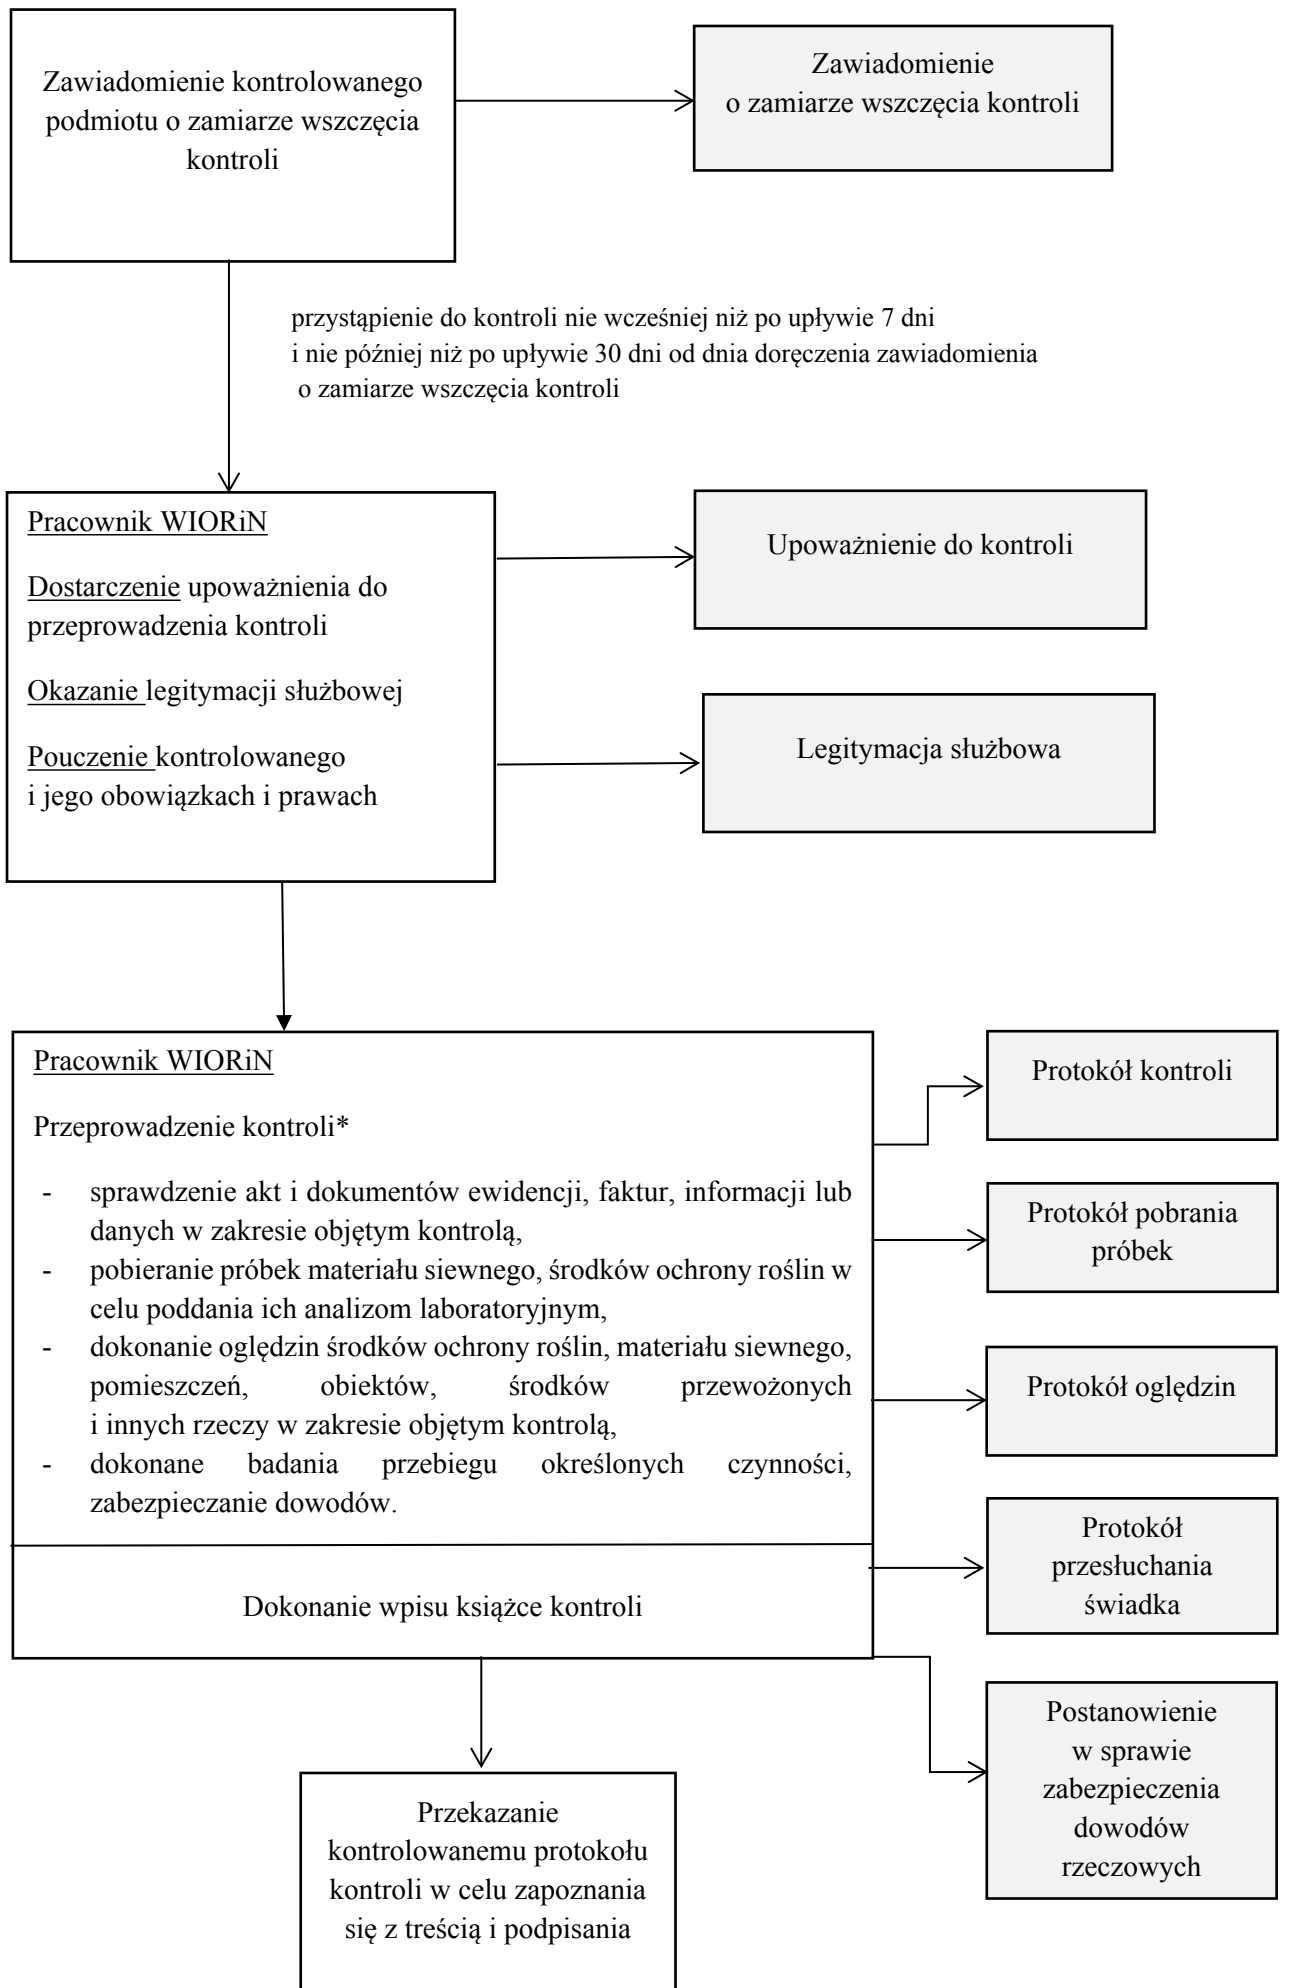 Zawiadomienie kontrolowanego
podmiotu o zamiarze wszczęcia
kontroli
Zawiadomienie
o zamiarze wszczęcia kontroli
przystąpienie do kontroli nie wcześniej niż po upływie 7 dni
i nie później niż po upływie 30 dni od dnia doręczenia zawiadomienia
o zamiarze wszczęcia kontroli
Pracownik WIORiN
Dostarczenie upoważnienia do
przeprowadzenia kontroli
Okazanie legitymacji służbowej
Pouczenie kontrolowanego
i jego obowiązkach i prawach
Upoważnienie do kontroli
Legitymacja służbowa
Pracownik WIORiN
Przeprowadzenie kontroli*
- sprawdzenie akt i dokumentów ewidencji, faktur, informacji lub
danych w zakresie objętym kontrolą,
- pobieranie próbek materiału siewnego, środków ochrony roślin w
celu poddania ich analizom laboratoryjnym,
- dokonanie oględzin środków ochrony roślin, materiału siewnego,
pomieszczeń, obiektów, środków przewożonych
i innych rzeczy w zakresie objętym kontrolą,
- dokonane badania przebiegu określonych czynności,
zabezpieczanie dowodów.
Dokonanie wpisu książce kontroli
Protokół kontroli
Protokół pobrania
próbek
Protokół oględzin
Protokół
przesłuchania
świadka
Postanowienie
w sprawie
zabezpieczenia
dowodów
rzeczowych
Przekazanie
kontrolowanemu protokołu
kontroli w celu zapoznania
się z treścią i podpisania